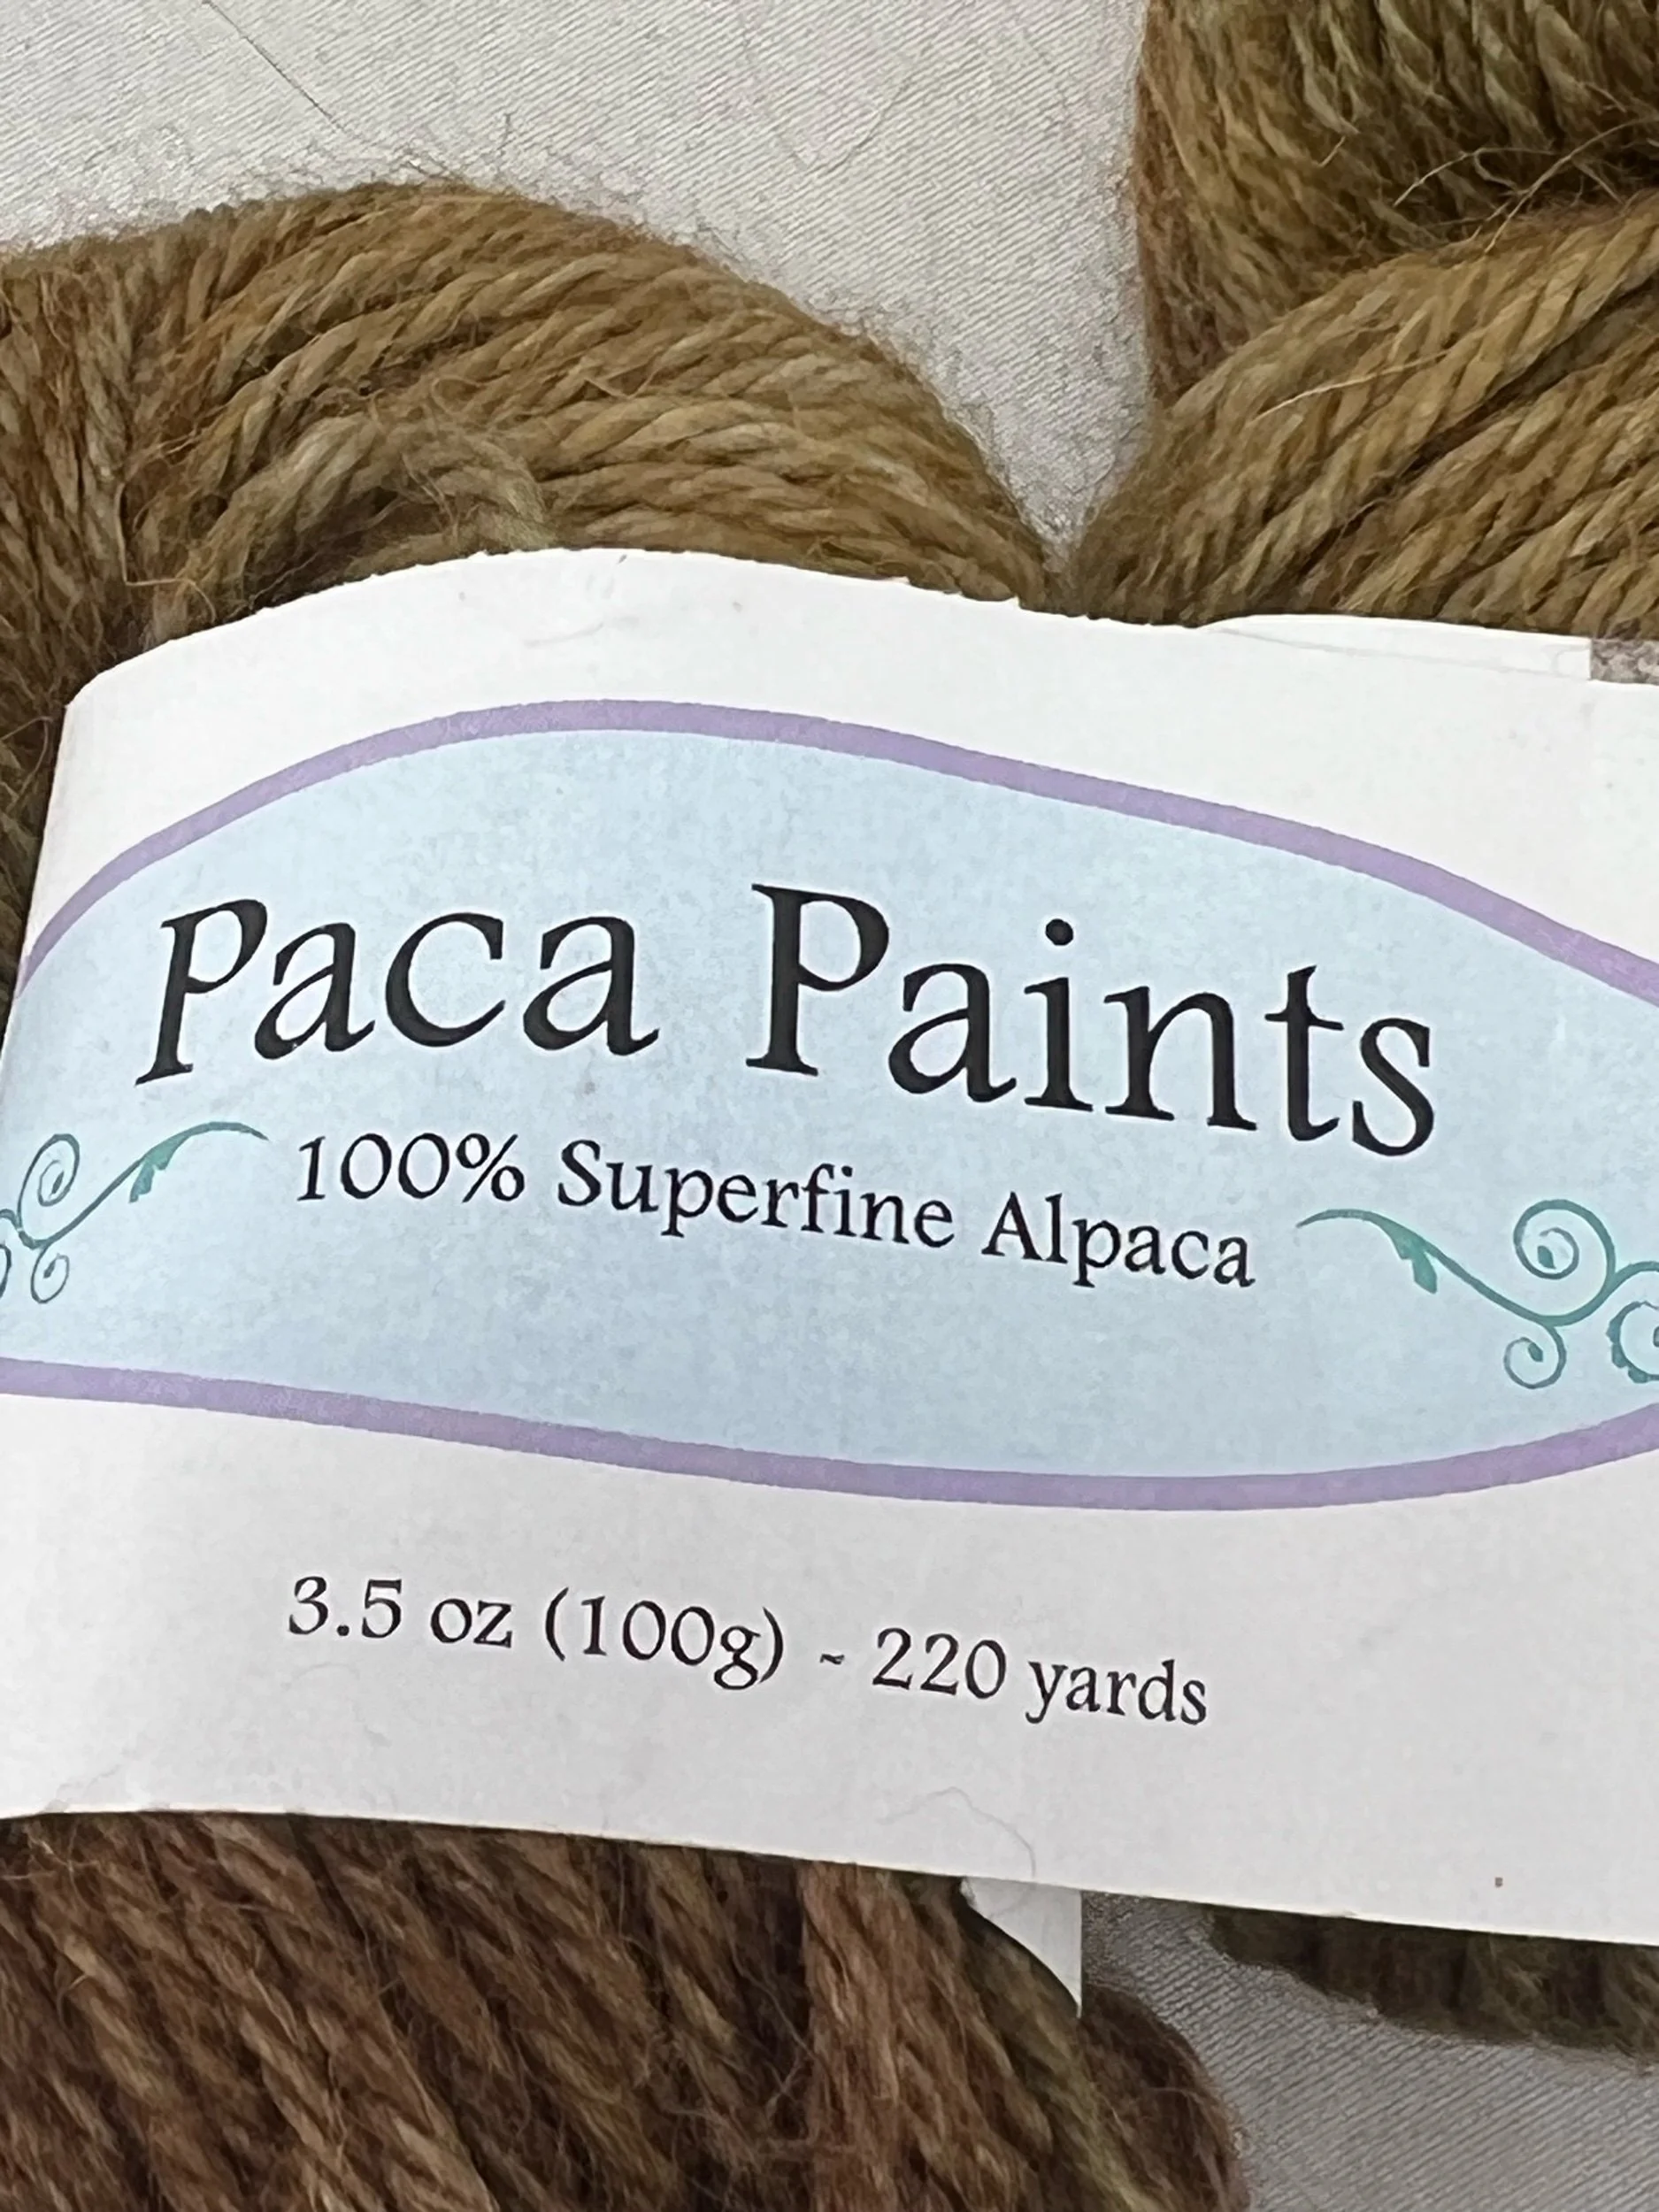 Paca Paints
100% Superfine Alpaca
3.5 oz (100g) - 220 yards